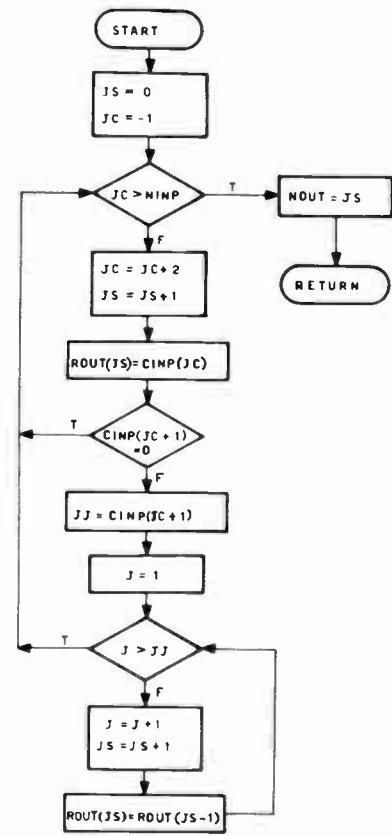 START
JS = 0
JC = -1
JC > NINP
T
NOUT = JS
F
RETURN
JC = JC + 2
JS = JS + 1
ROUT(JS) = CINP(JC)
T
CINP(JC + 1)
= 0
F
JJ = CINP(JC + 1)
J = 1
T
J > JJ
F
J = J + 1
JS = JS + 1
ROUT(JS) = ROUT(JS-1)